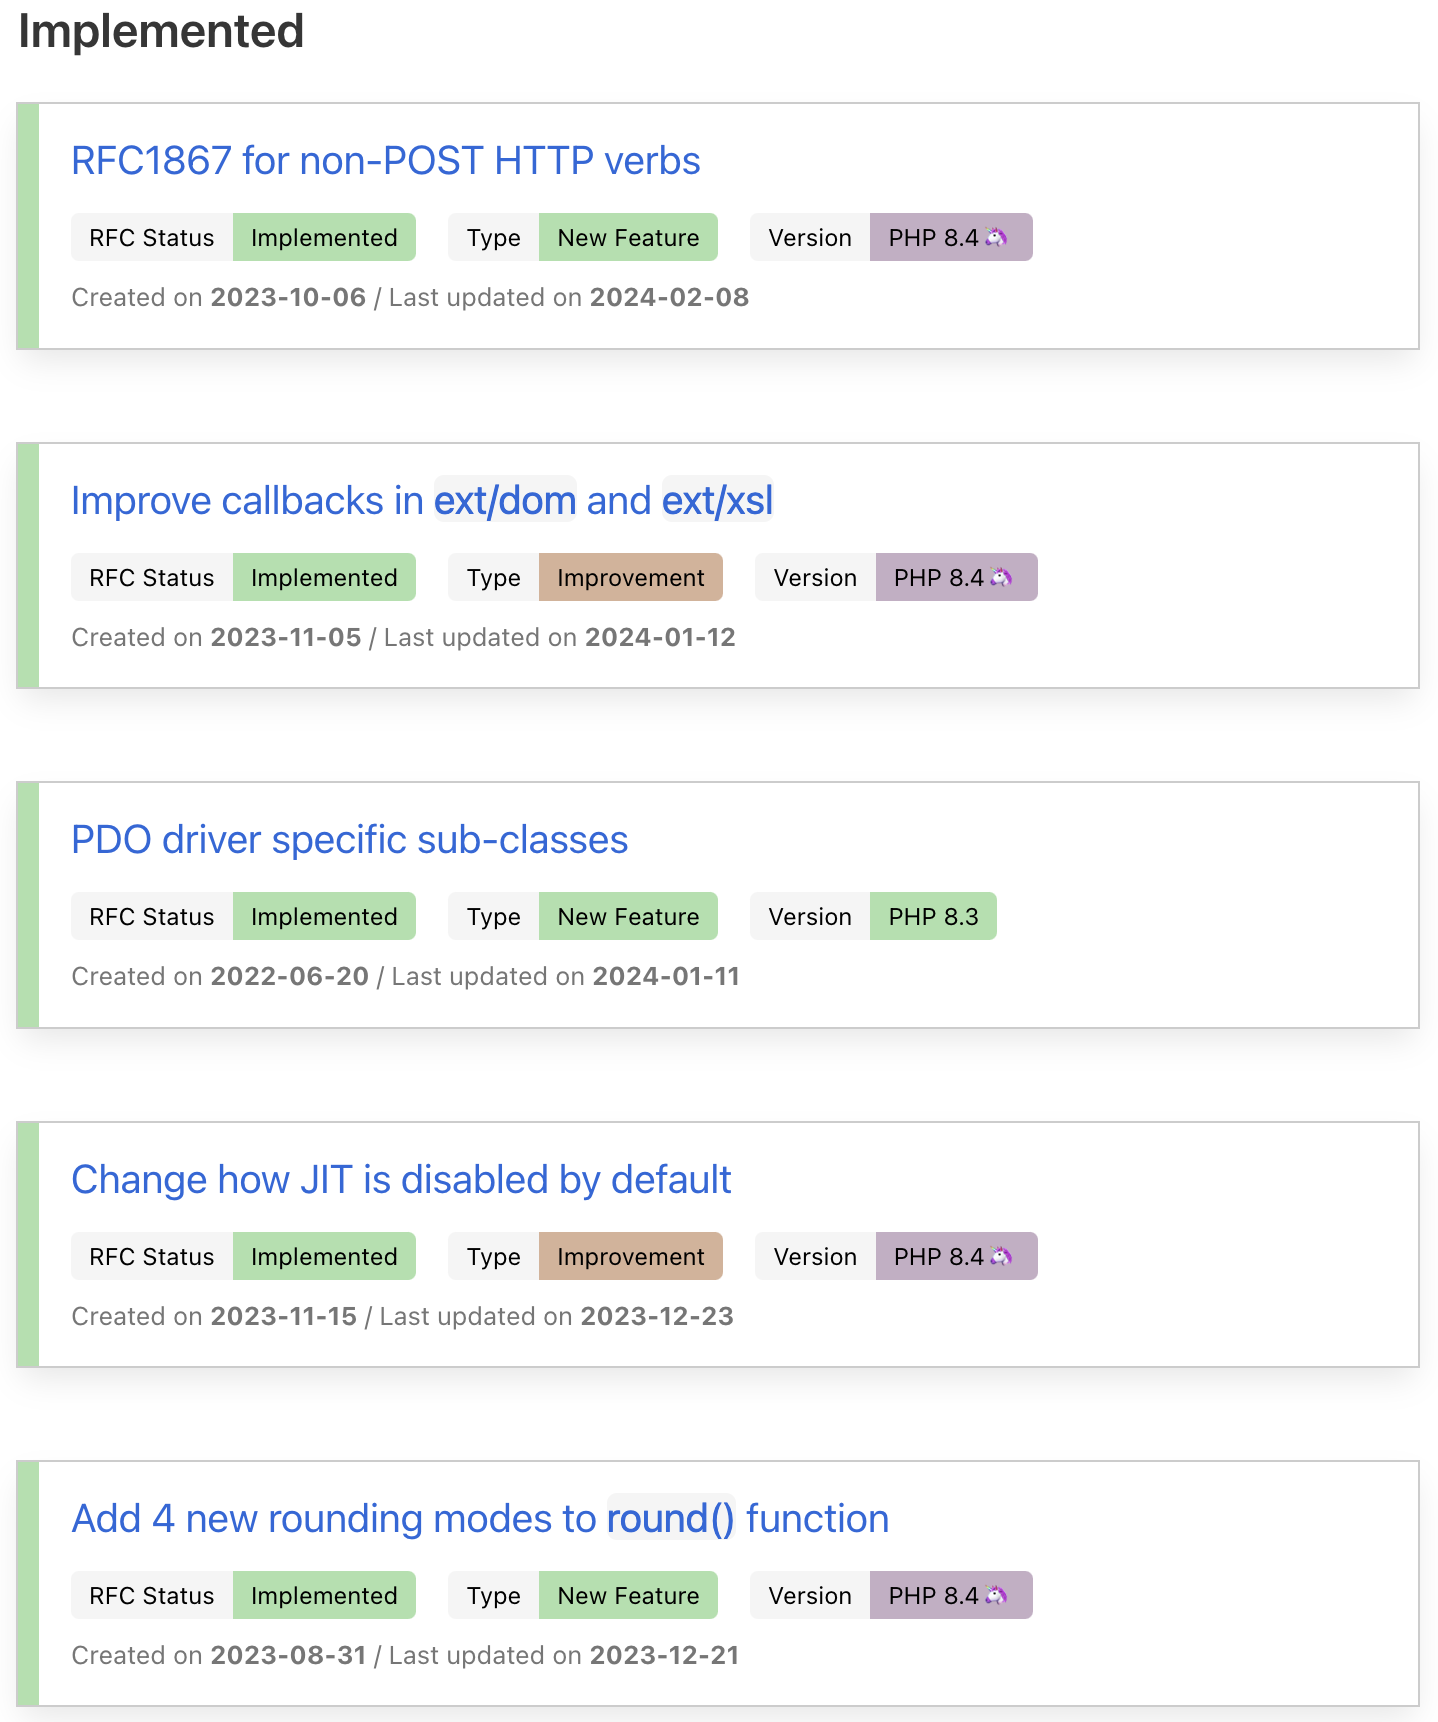 Implemented
RFC1867 for non-POST HTTP verbs
RFC Status Implemented Type New Feature Version PHP 8.4🦄
Created on 2023-10-06 / Last updated on 2024-02-08
Improve callbacks in ext/dom and ext/xsl
RFC Status Implemented Type Improvement Version PHP 8.4🦄
Created on 2023-11-05 / Last updated on 2024-01-12
PDO driver specific sub-classes
RFC Status Implemented Type New Feature Version PHP 8.3
Created on 2022-06-20 / Last updated on 2024-01-11
Change how JIT is disabled by default
RFC Status Implemented Type Improvement Version PHP 8.4🦄
Created on 2023-11-15 / Last updated on 2023-12-23
Add 4 new rounding modes to round() function
RFC Status Implemented Type New Feature Version PHP 8.4🦄
Created on 2023-08-31 / Last updated on 2023-12-21